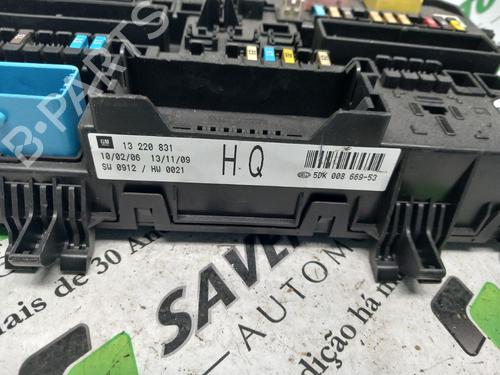 GM
13 220 831
10/02/06 13/11/09
SW 0912 / HW 0021
H.Q
5DK 008 669-53
B-Parts
mais de 30 An
SAVE
AUTOM
dição há m